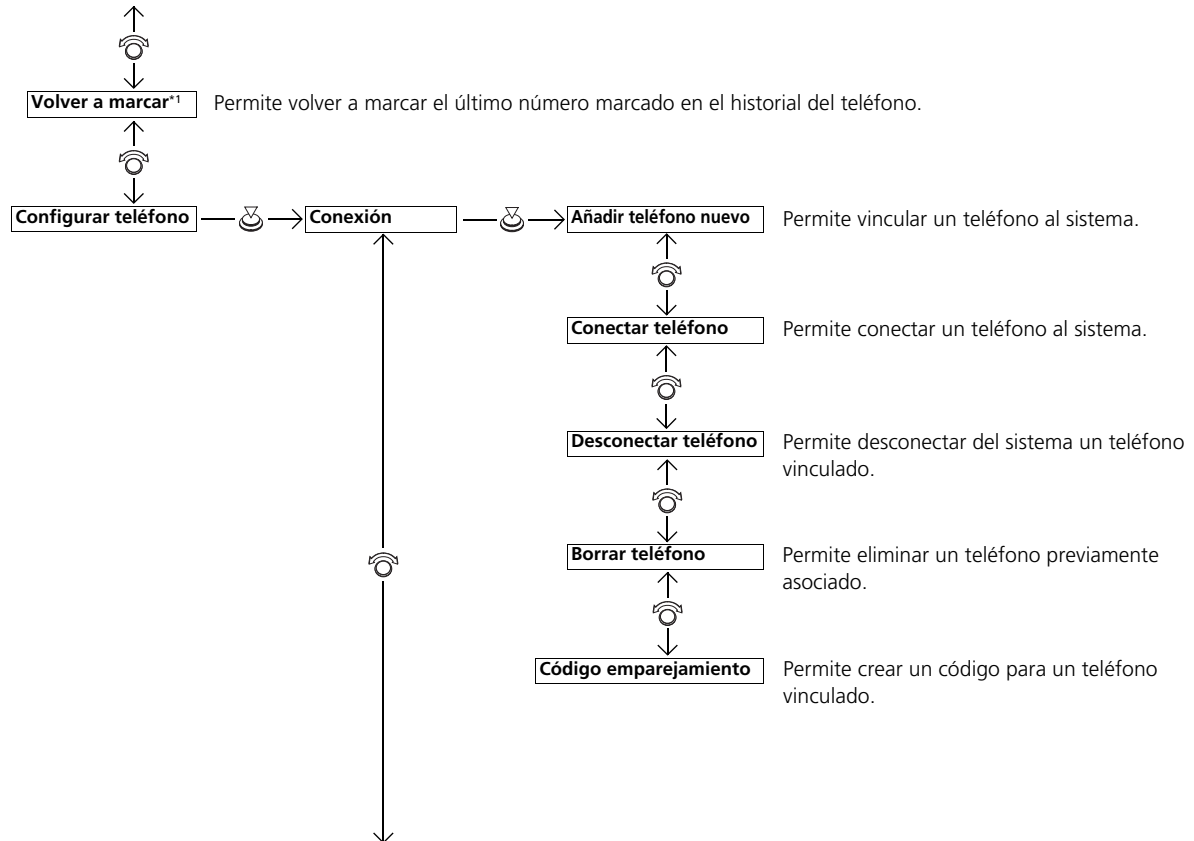 Volver a marcar*1 Permite volver a marcar el último número marcado en el historial del teléfono.
Configurar teléfono Conexión Añadir teléfono nuevo Permite vincular un teléfono al sistema.
Conectar teléfono Permite conectar un teléfono al sistema.
Desconectar teléfono Permite desconectar del sistema un teléfono
vinculado.
Borrar teléfono Permite eliminar un teléfono previamente
asociado.
Código emparejamiento Permite crear un código para un teléfono
vinculado.